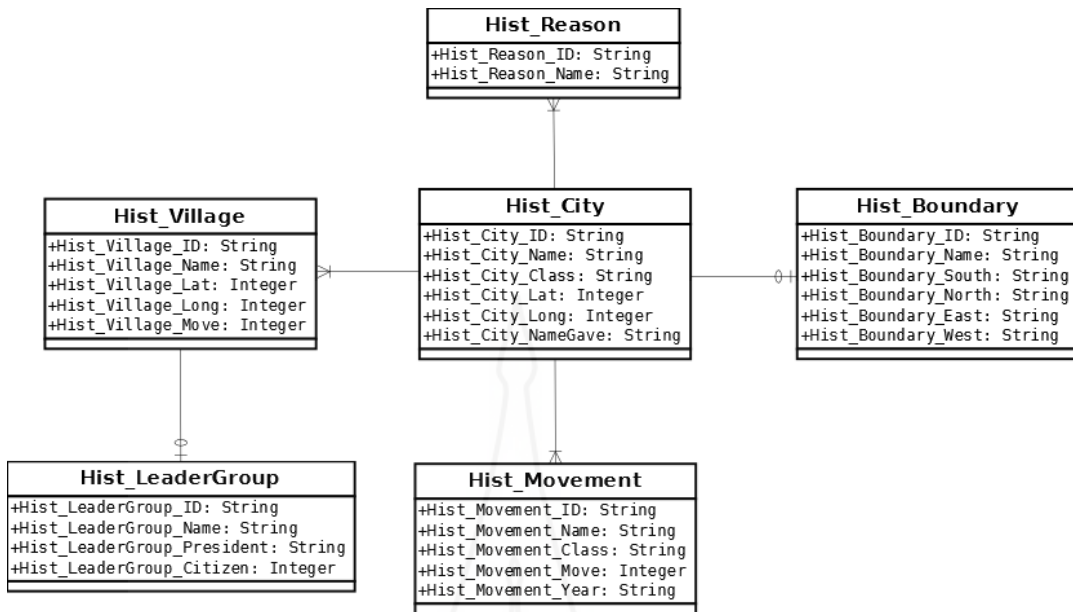 Hist_Reason
+Hist_Reason_ID: String
+Hist_Reason_Name: String
Hist_Village
+Hist_Village_ID: String
+Hist_Village_Name: String
+Hist_Village_Lat: Integer
+Hist_Village_Long: Integer
+Hist_Village_Move: Integer
Hist_City
+Hist_City_ID: String
+Hist_City_Name: String
+Hist_City_Class: String
+Hist_City_Lat: Integer
+Hist_City_Long: Integer
+Hist_City_NameGave: String
Hist_Boundary
+Hist_Boundary_ID: String
+Hist_Boundary_Name: String
+Hist_Boundary_South: String
+Hist_Boundary_North: String
+Hist_Boundary_East: String
+Hist_Boundary_West: String
Hist_LeaderGroup
+Hist_LeaderGroup_ID: String
+Hist_LeaderGroup_Name: String
+Hist_LeaderGroup_President: String
+Hist_LeaderGroup_Citizen: Integer
Hist_Movement
+Hist_Movement_ID: String
+Hist_Movement_Name: String
+Hist_Movement_Class: String
+Hist_Movement_Move: Integer
+Hist_Movement_Year: String